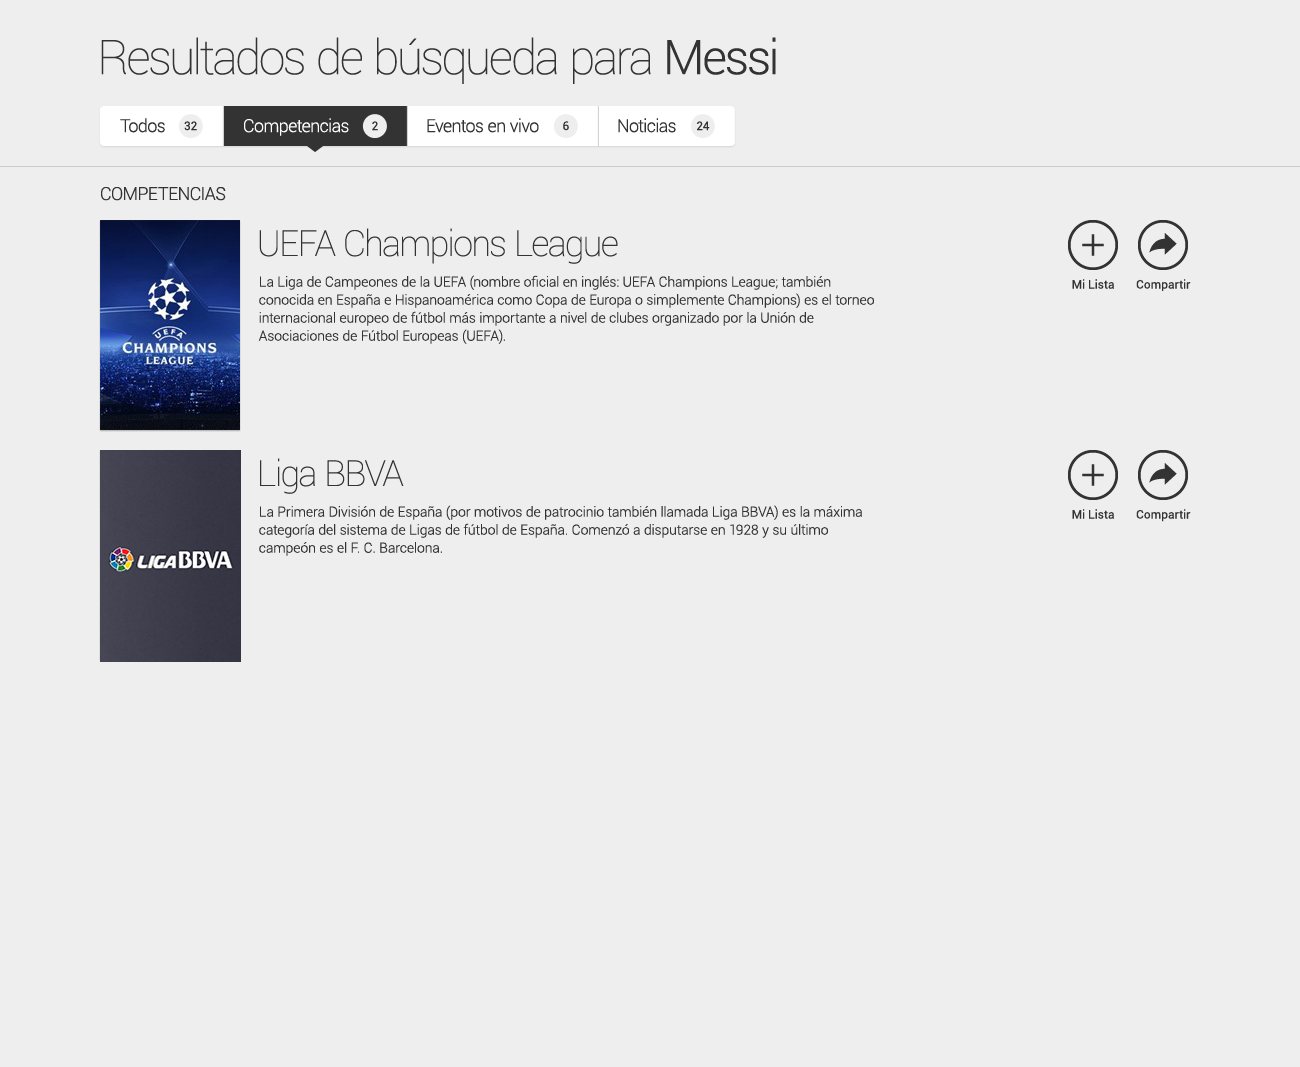 Resultados de búsqueda para Messi
Todos 32 Competencias 2 Eventos en vivo 6 Noticias 24
COMPETENCIAS
UEFA
CHAMPIONS
LEAGUE
UEFA Champions League
La Liga de Campeones de la UEFA (nombre oficial en inglés: UEFA Champions League; también
conocida en España e Hispanoamérica como Copa de Europa o simplemente Champions) es el torneo
internacional europeo de fútbol más importante a nivel de clubes organizado por la Unión de
Asociaciones de Fútbol Europeas (UEFA).
Mi Lista Compartir
LIGA BBVA
Liga BBVA
La Primera División de España (por motivos de patrocinio también llamada Liga BBVA) es la máxima
categoría del sistema de Ligas de fútbol de España. Comenzó a disputarse en 1928 y su último
campeón es el F. C. Barcelona.
Mi Lista Compartir